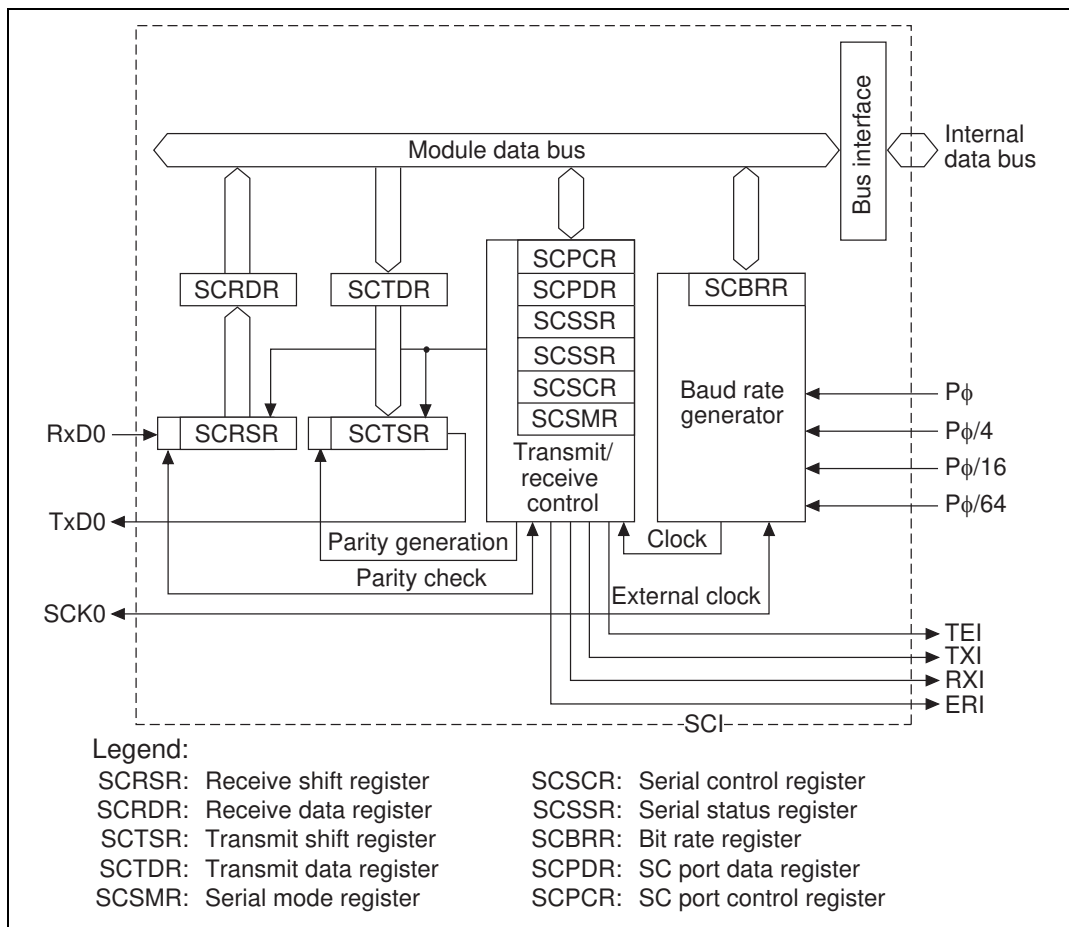 Module data bus
Bus interface
Internal
data bus
SCRDR
SCTDR
SCPCR
SCPDR
SCSSR
SCSSR
SCSCR
SCSMR
Transmit/
receive
control
SCBRR
Baud rate
generator
Pϕ
Pϕ/4
Pϕ/16
Pϕ/64
RxD0
SCRSR
SCTSR
TxD0
Parity generation
Clock
Parity check
External clock
SCK0
TEI
TXI
RXI
ERI
SCI
Legend:
SCRSR: Receive shift register
SCRDR: Receive data register
SCTSR: Transmit shift register
SCTDR: Transmit data register
SCSMR: Serial mode register
SCSCR: Serial control register
SCSSR: Serial status register
SCBRR: Bit rate register
SCPDR: SC port data register
SCPCR: SC port control register